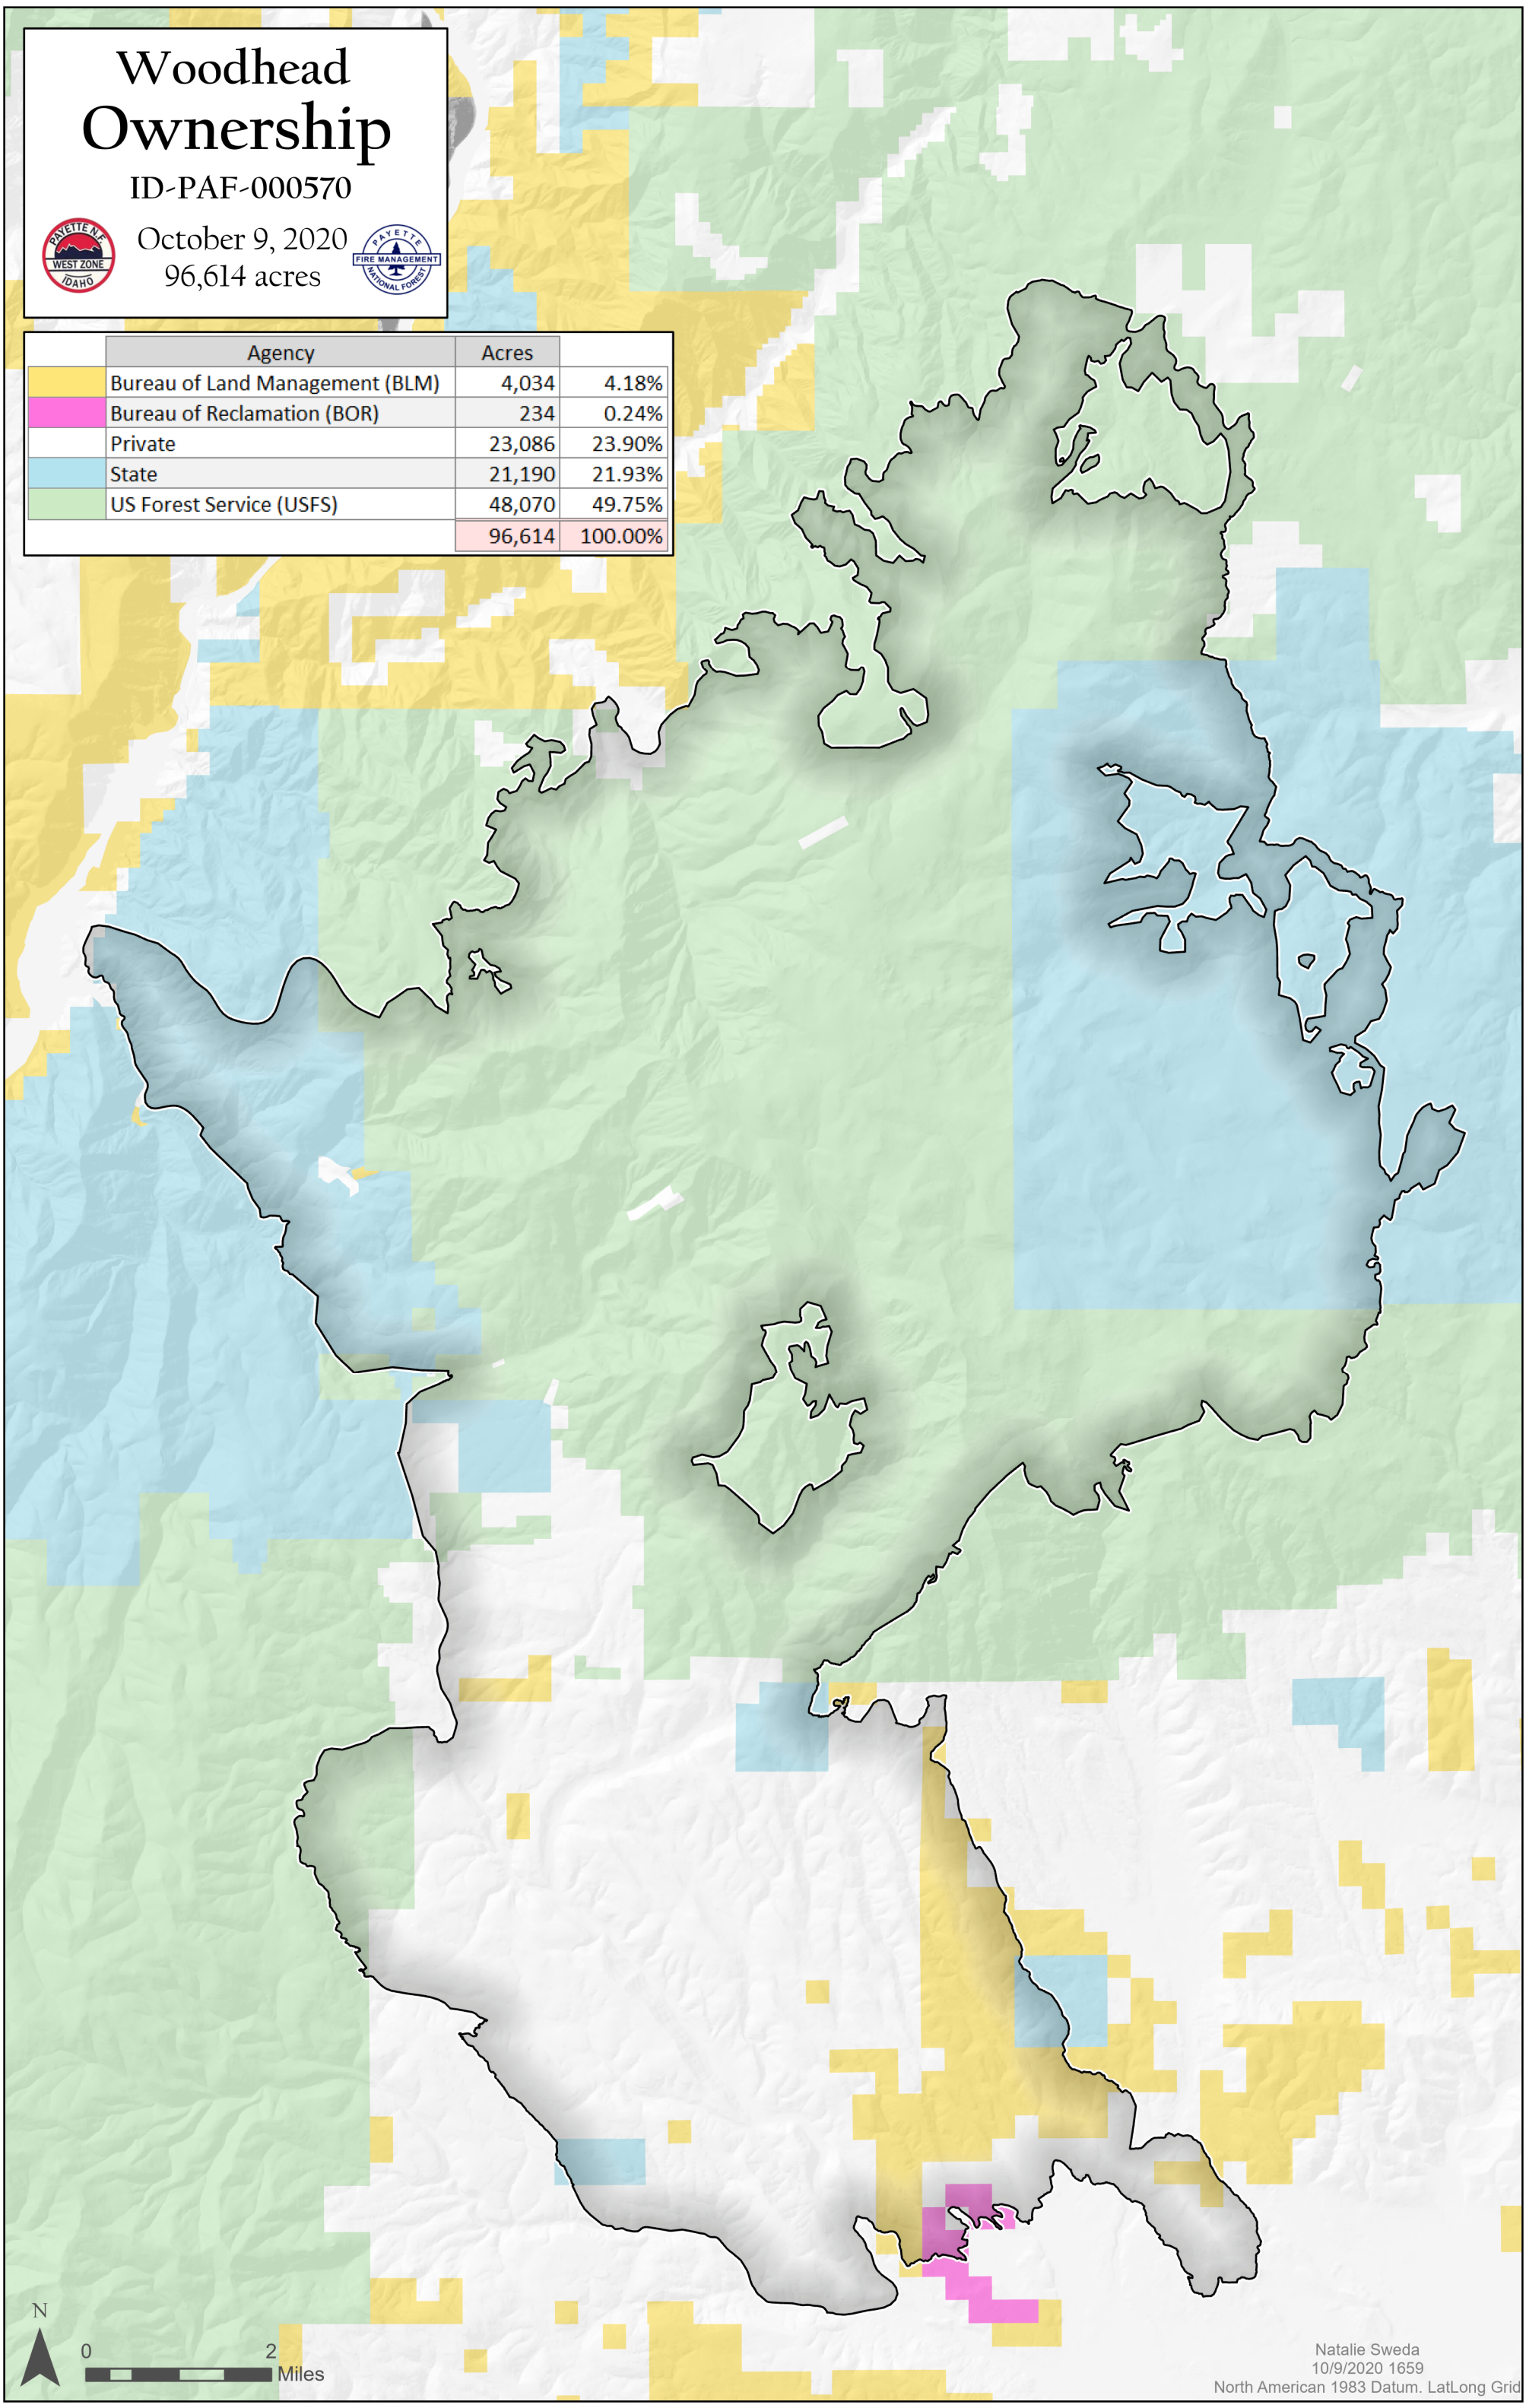 Woodhead
Ownership
ID-PAF-000570
October 9, 2020
96,614 acres
PAYETTE N.F.
WEST ZONE
IDAHO
PAYETTE
FIRE MANAGEMENT
NATIONAL FOREST
Agency Acres
Bureau of Land Management (BLM) 4,034 4.18%
Bureau of Reclamation (BOR) 234 0.24%
Private 23,086 23.90%
State 21,190 21.93%
US Forest Service (USFS) 48,070 49.75%
96,614 100.00%
N
0 2
Miles
Natalie Sweda
10/9/2020 1659
North American 1983 Datum. LatLong Grid